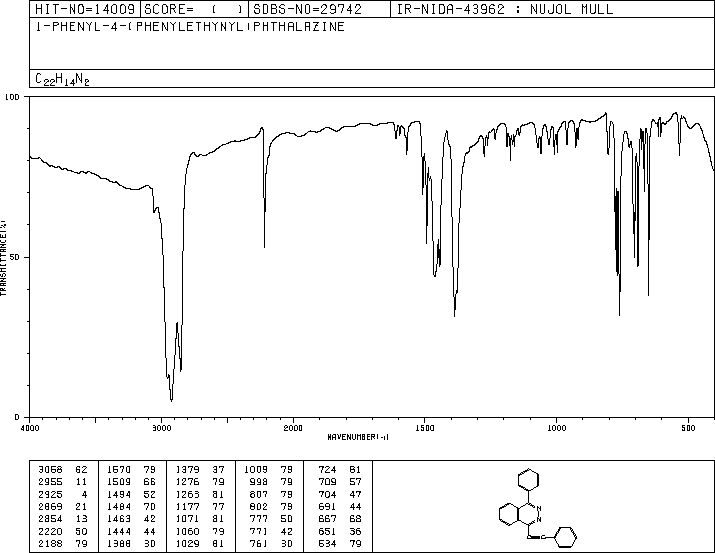 HIT-NO=14009 SCORE= ( ) SDBS-NO=29742 IR-NIDA-43962 : NUJOL MULL
1-PHENYL-4-(PHENYLETHYNYL)PHTHALAZINE
C22H14N2
100
50
0
TRANSMITTANCE(%)
4000 3000 2000 1500 1000 500
WAVENUMBER(-1)
3068 62 1570 79 1379 37 1009 79 724 81
2955 11 1509 66 1276 79 998 79 709 57
2925 4 1494 52 1263 81 807 79 704 47
2869 21 1484 70 1177 77 802 79 691 44
2854 13 1463 42 1071 81 777 50 667 68
2220 50 1444 44 1060 79 771 42 651 36
2188 79 1388 30 1029 81 761 30 534 79
N
N
C≡C